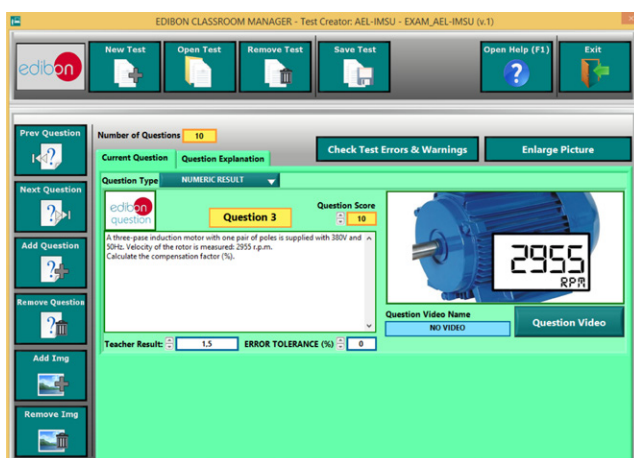 EDIBON CLASSROOM MANAGER - Test Creator: AEL-IMSU - EXAM_AEL-IMSU (v.1)
edibon
New Test
Open Test
Remove Test
Save Test
Open Help (F1)
Exit
Prev Question
Number of Questions 10
Check Test Errors & Warnings
Enlarge Picture
Current Question
Question Explanation
Question Type NUMERIC RESULT
Next Question
edibon
question
Question 3
Question Score
10
A three-pase induction motor with one pair of poles is supplied with 380V and
50Hz. Velocity of the rotor is measured: 2955 r.p.m.
Calculate the compensation factor (%).
2955
RPM
Add Question
Remove Question
Question Video Name
NO VIDEO
Question Video
Teacher Result: 1,5 ERROR TOLERANCE (%) 0
Add Img
Remove Img